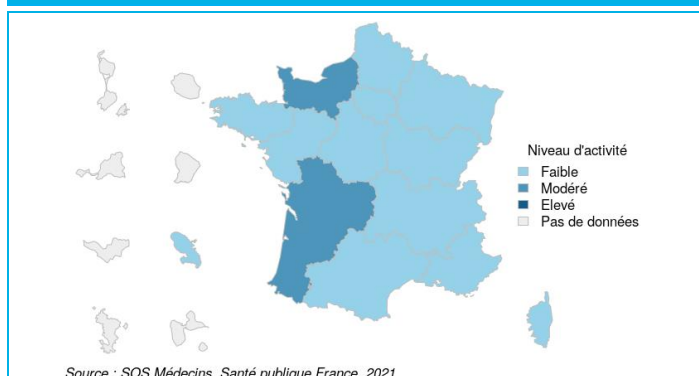 Niveau d'activité
Faible
Modéré
Elevé
Pas de données
Source : SOS Médecins, Santé publique France, 2021